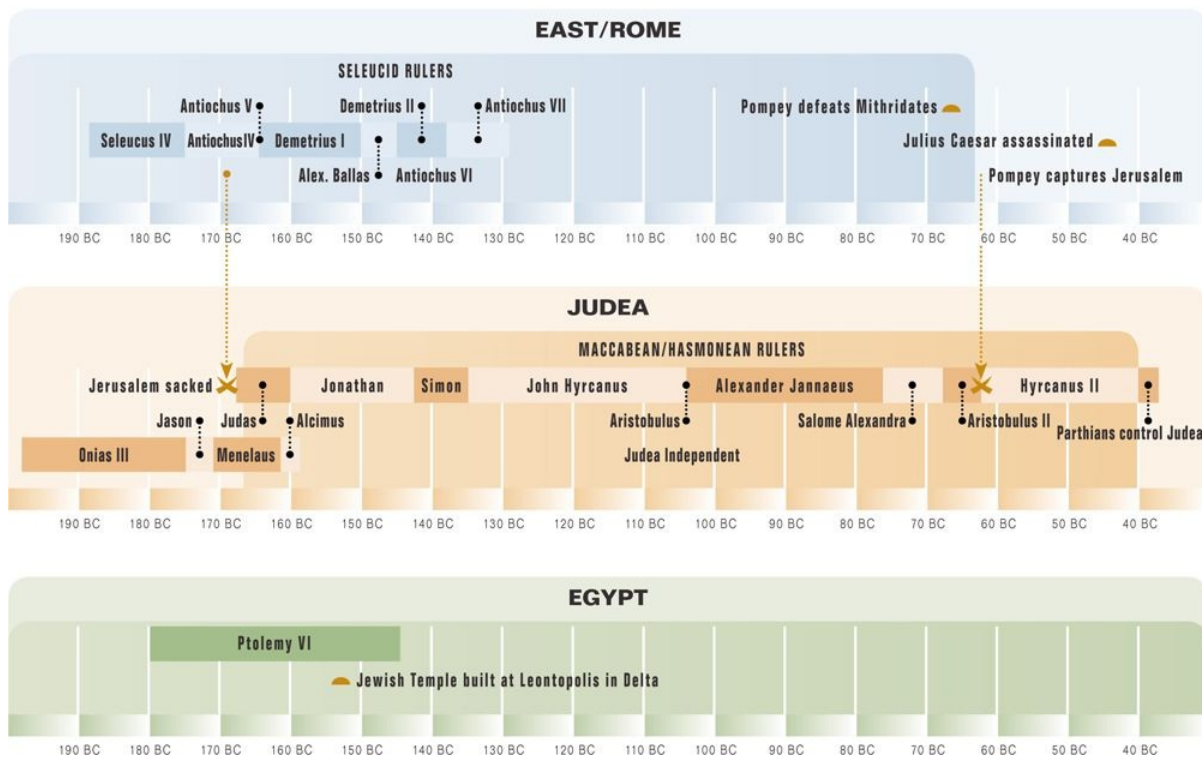 EAST/ROME
SELEUCID RULERS
Antiochus V
Demetrius II
Antiochus VII
Pompey defeats Mithridates
Seleucus IV
AntiochusIV
Demetrius I
Julius Caesar assassinated
Alex. Ballas
Antiochus VI
Pompey captures Jerusalem
190 BC 180 BC 170 BC 160 BC 150 BC 140 BC 130 BC 120 BC 110 BC 100 BC 90 BC 80 BC 70 BC 60 BC 50 BC 40 BC
JUDEA
MACCABEAN/HASMONEAN RULERS
Jerusalem sacked
Jonathan
Simon
John Hyrcanus
Alexander Jannaeus
Hyrcanus II
Jason
Judas
Alcimus
Aristobulus
Salome Alexandra
Aristobulus II
Parthians control Judea
Onias III
Menelaus
Judea Independent
190 BC 180 BC 170 BC 160 BC 150 BC 140 BC 130 BC 120 BC 110 BC 100 BC 90 BC 80 BC 70 BC 60 BC 50 BC 40 BC
EGYPT
Ptolemy VI
Jewish Temple built at Leontopolis in Delta
190 BC 180 BC 170 BC 160 BC 150 BC 140 BC 130 BC 120 BC 110 BC 100 BC 90 BC 80 BC 70 BC 60 BC 50 BC 40 BC